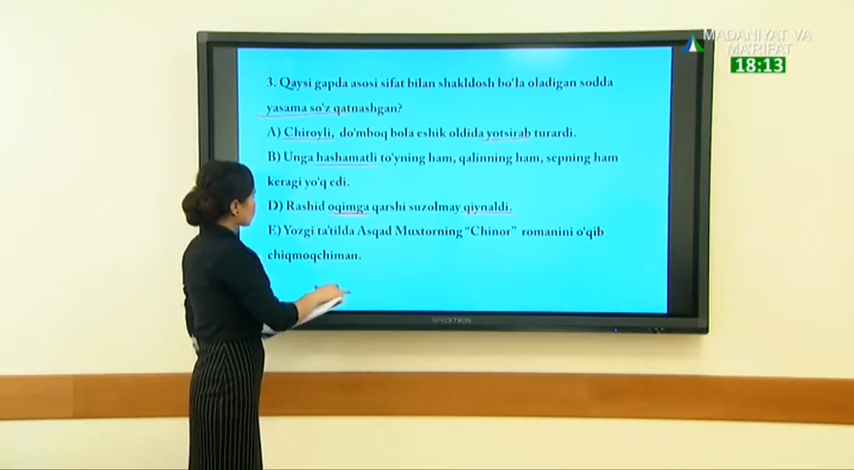 MADANIYAT VA
MA'RIFAT
18:13
3. Qaysi gapda asosi sifat bilan shakldosh bo'la oladigan sodda
yasama so'z qatnashgan?
A) Chiroyli, do'mboq bola eshik oldida yotsirab turardi.
B) Unga hashamatli to'yning ham, qalinning ham, sepning ham
keragi yo'q edi.
D) Rashid oqimga qarshi suzolmay qiynaldi.
E) Yozgi ta'tilda Asqad Muxtorning "Chinor" romanini o'qib
chiqmoqchiman.